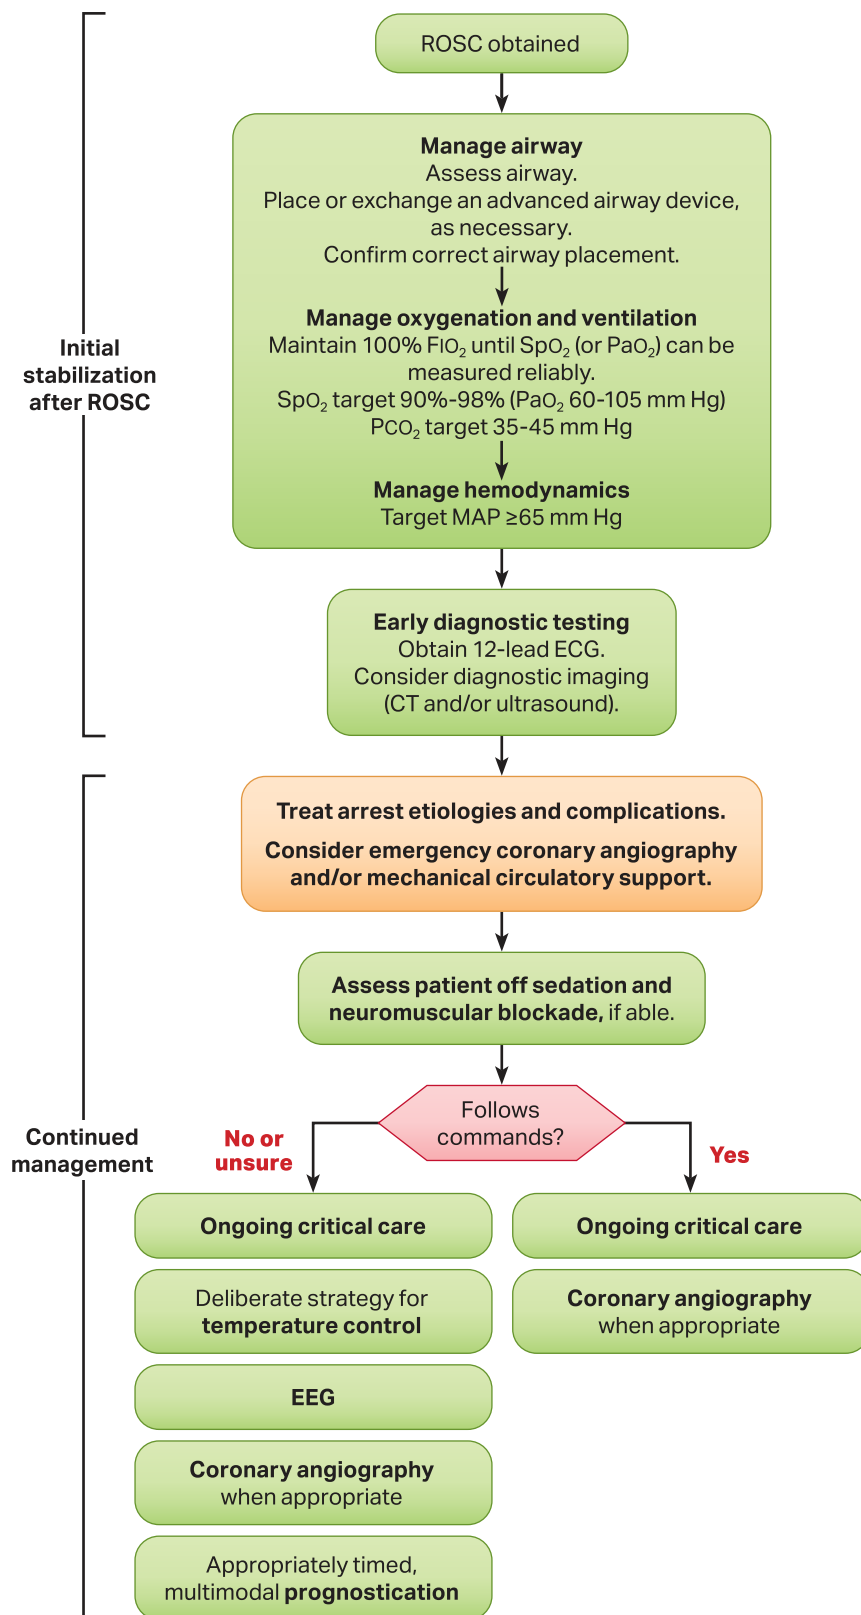 ROSC obtained
Manage airway
Assess airway.
Place or exchange an advanced airway device,
as necessary.
Confirm correct airway placement.
Manage oxygenation and ventilation
Maintain 100% FIO₂ until SpO₂ (or PaO₂) can be
measured reliably.
SpO₂ target 90%-98% (PaO₂ 60-105 mm Hg)
PCO₂ target 35-45 mm Hg
Manage hemodynamics
Target MAP ≥65 mm Hg
Initial
stabilization
after ROSC
Early diagnostic testing
Obtain 12-lead ECG.
Consider diagnostic imaging
(CT and/or ultrasound).
Treat arrest etiologies and complications.
Consider emergency coronary angiography
and/or mechanical circulatory support.
Assess patient off sedation and
neuromuscular blockade, if able.
Continued
management
Follows
commands?
No or
unsure
Yes
Ongoing critical care
Deliberate strategy for
temperature control
EEG
Coronary angiography
when appropriate
Appropriately timed,
multimodal prognostication
Ongoing critical care
Coronary angiography
when appropriate